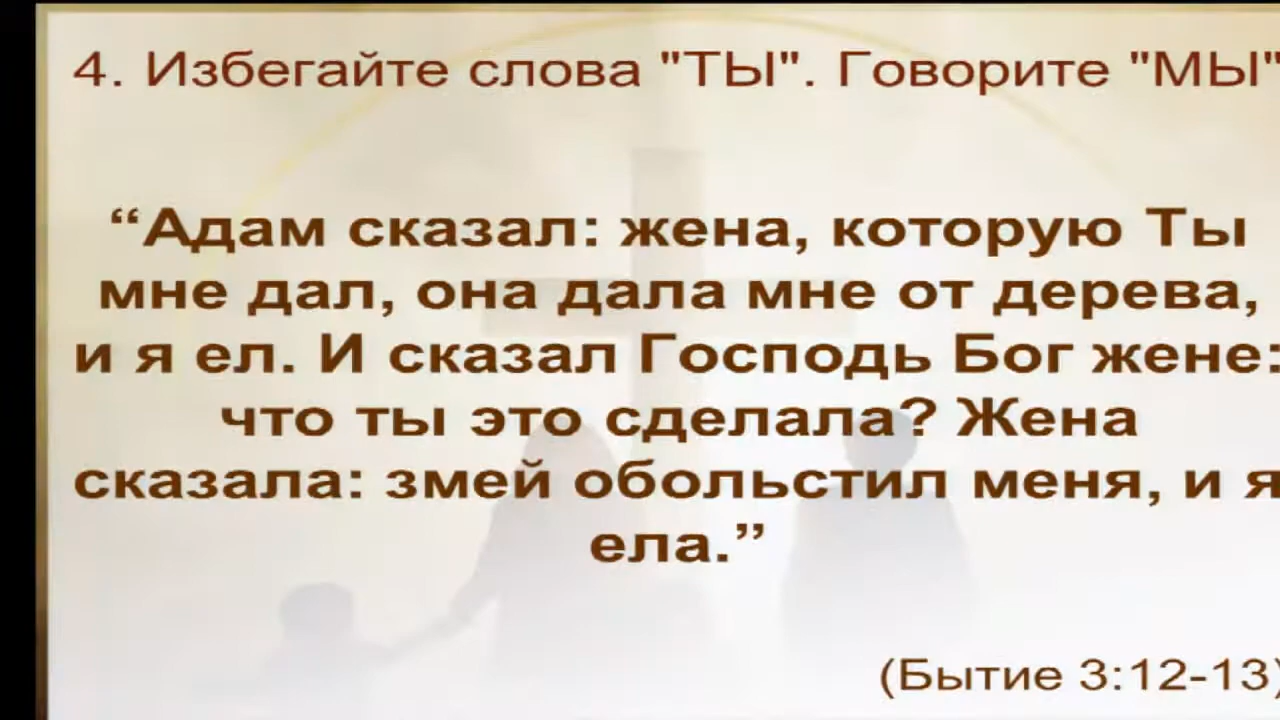 4. Избегайте слова "ТЫ". Говорите "МЫ"
“Адам сказал: жена, которую Ты
мне дал, она дала мне от дерева,
и я ел. И сказал Господь Бог жене:
что ты это сделала? Жена
сказала: змей обольстил меня, и я
ела.”
(Бытие 3:12-13)